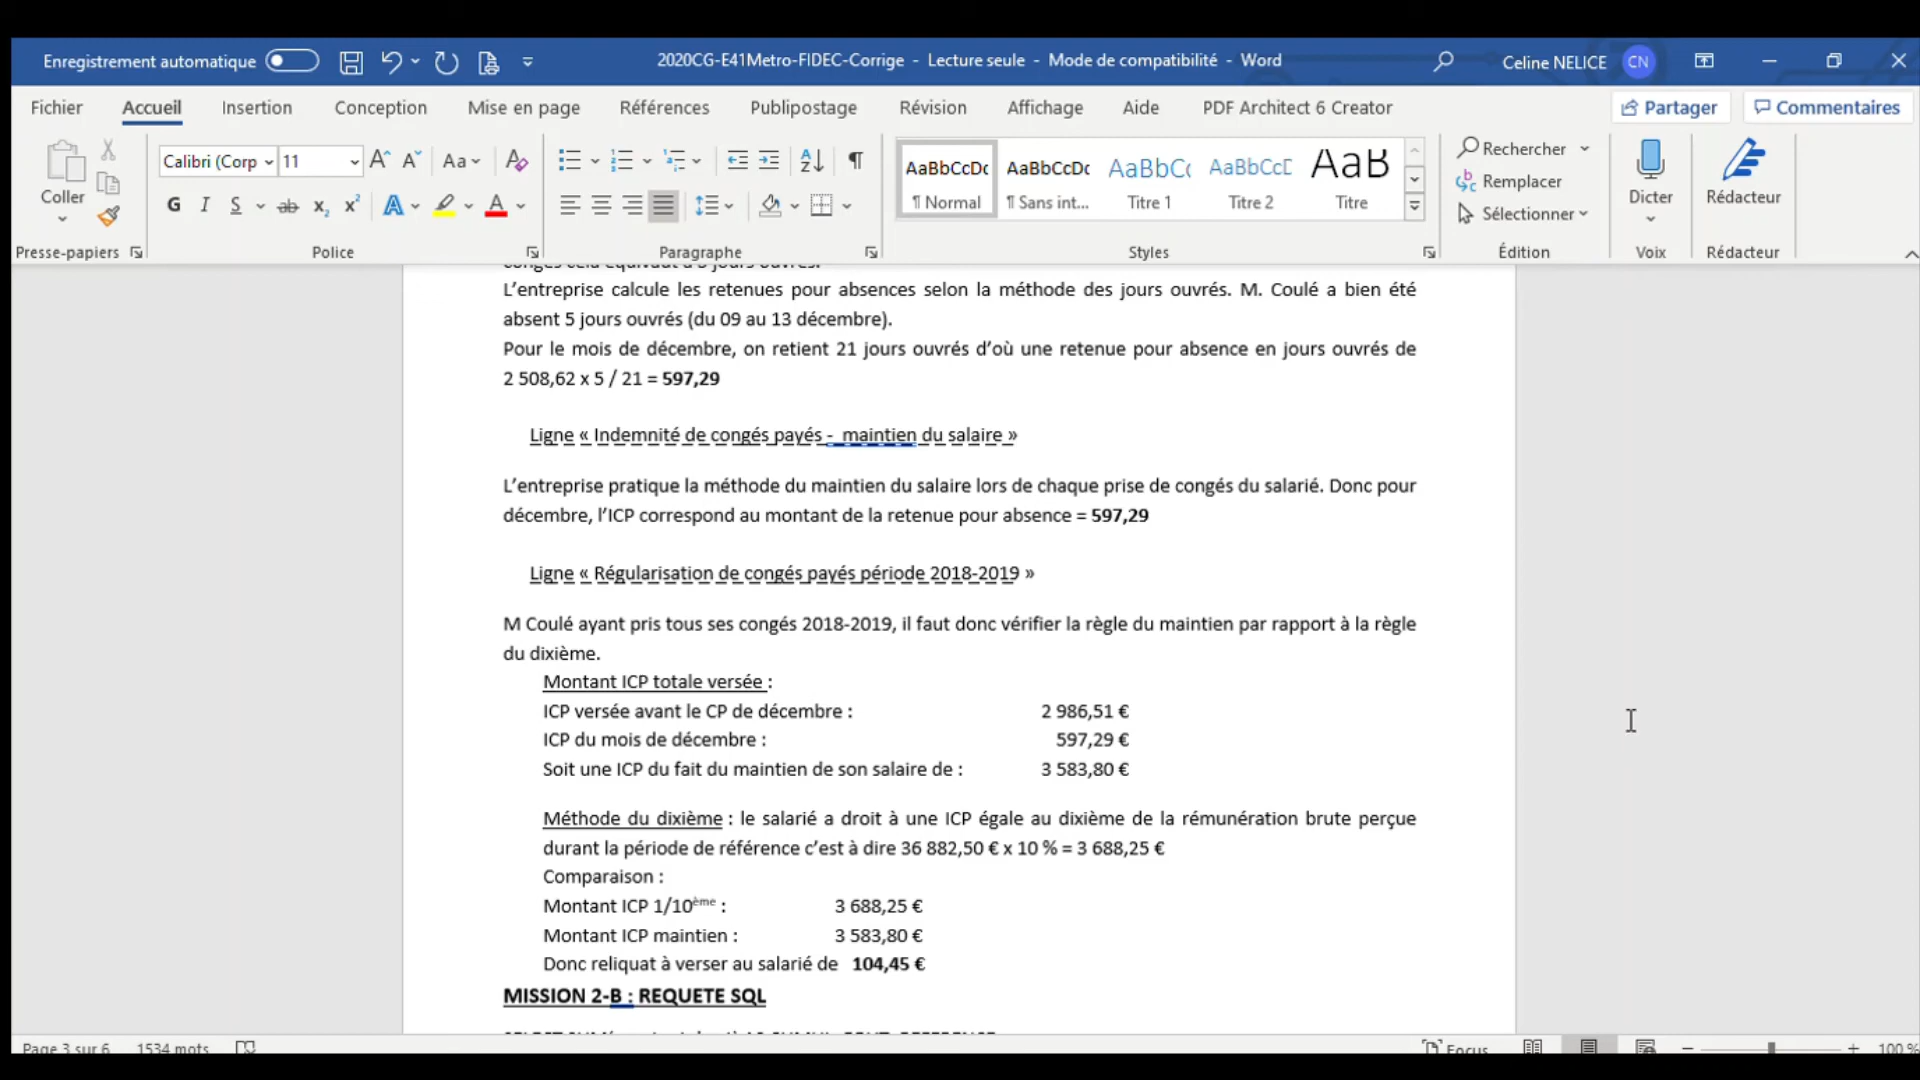 Enregistrement automatique
2020CG-E41Metro-FIDEC-Corrige - Lecture seule - Mode de compatibilité - Word
Celine NELICE CN
Fichier Accueil Insertion Conception Mise en page Références Publipostage Révision Affichage Aide PDF Architect 6 Creator Partager Commentaires
Coller
Calibri (Corp 11
G I S
AaBbCcDc AaBbCcDc AaBbCc AaBbCcD AaB
¶ Normal ¶ Sans int... Titre 1 Titre 2 Titre
Rechercher
Remplacer
Sélectionner
Dicter
Rédacteur
Presse-papiers Police Paragraphe Styles Édition Voix Rédacteur
L’entreprise calcule les retenues pour absences selon la méthode des jours ouvrés. M. Coulé a bien été
absent 5 jours ouvrés (du 09 au 13 décembre).
Pour le mois de décembre, on retient 21 jours ouvrés d’où une retenue pour absence en jours ouvrés de
2 508,62 x 5 / 21 = 597,29
Ligne « Indemnité de congés payés - maintien du salaire »
L’entreprise pratique la méthode du maintien du salaire lors de chaque prise de congés du salarié. Donc pour
décembre, l’ICP correspond au montant de la retenue pour absence = 597,29
Ligne « Régularisation de congés payés période 2018-2019 »
M Coulé ayant pris tous ses congés 2018-2019, il faut donc vérifier la règle du maintien par rapport à la règle
du dixième.
Montant ICP totale versée :
ICP versée avant le CP de décembre : 2 986,51 €
ICP du mois de décembre : 597,29 €
Soit une ICP du fait du maintien de son salaire de : 3 583,80 €
Méthode du dixième : le salarié a droit à une ICP égale au dixième de la rémunération brute perçue
durant la période de référence c’est à dire 36 882,50 € x 10 % = 3 688,25 €
Comparaison :
Montant ICP 1/10ème : 3 688,25 €
Montant ICP maintien : 3 583,80 €
Donc reliquat à verser au salarié de 104,45 €
MISSION 2-B : REQUETE SQL
Page 3 sur 6 1534 mots Focus 100 %